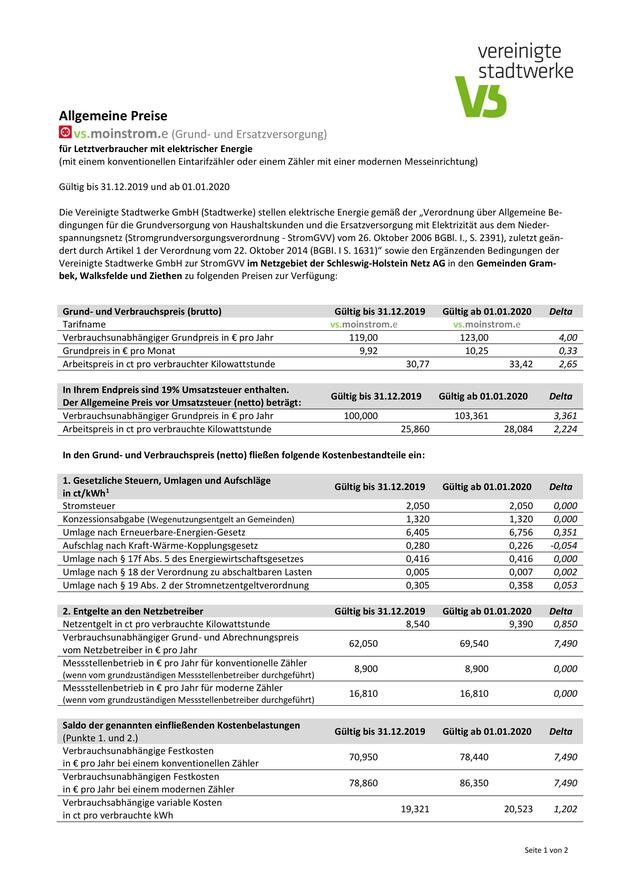 vereinigte
stadtwerke
VS
Allgemeine Preise
vs.moinstrom.e (Grund- und Ersatzversorgung)
für Letztverbraucher mit elektrischer Energie
(mit einem konventionellen Eintarifzähler oder einem Zähler mit einer modernen Messeinrichtung)
Gültig bis 31.12.2019 und ab 01.01.2020
Die Vereinigte Stadtwerke GmbH (Stadtwerke) stellen elektrische Energie gemäß der „Verordnung über Allgemeine Be-
dingungen für die Grundversorgung von Haushaltskunden und die Ersatzversorgung mit Elektrizität aus dem Nieder-
spannungsnetz (Stromgrundversorgungsverordnung - StromGVV) vom 26. Oktober 2006 BGBl. I., S. 2391), zuletzt geän-
dert durch Artikel 1 der Verordnung vom 22. Oktober 2014 (BGBl. I S. 1631)“ sowie den Ergänzenden Bedingungen der
Vereinigte Stadtwerke GmbH zur StromGVV im Netzgebiet der Schleswig-Holstein Netz AG in den Gemeinden Gram-
bek, Walksfelde und Ziethen zu folgenden Preisen zur Verfügung:
Grund- und Verbrauchspreis (brutto) Gültig bis 31.12.2019 Gültig ab 01.01.2020 Delta
Tarifname vs.moinstrom.e vs.moinstrom.e
Verbrauchsunabhängiger Grundpreis in € pro Jahr 119,00 123,00 4,00
Grundpreis in € pro Monat 9,92 10,25 0,33
Arbeitspreis in ct pro verbrauchter Kilowattstunde 30,77 33,42 2,65
In Ihrem Endpreis sind 19% Umsatzsteuer enthalten.
Der Allgemeine Preis vor Umsatzsteuer (netto) beträgt: Gültig bis 31.12.2019 Gültig ab 01.01.2020 Delta
Verbrauchsunabhängiger Grundpreis in € pro Jahr 100,000 103,361 3,361
Arbeitspreis in ct pro verbrauchte Kilowattstunde 25,860 28,084 2,224
In den Grund- und Verbrauchspreis (netto) fließen folgende Kostenbestandteile ein:
1. Gesetzliche Steuern, Umlagen und Aufschläge
in ct/kWh¹ Gültig bis 31.12.2019 Gültig ab 01.01.2020 Delta
Stromsteuer 2,050 2,050 0,000
Konzessionsabgabe (Wegenutzungsentgelt an Gemeinden) 1,320 1,320 0,000
Umlage nach Erneuerbare-Energien-Gesetz 6,405 6,756 0,351
Aufschlag nach Kraft-Wärme-Kopplungsgesetz 0,280 0,226 -0,054
Umlage nach § 17f Abs. 5 des Energiewirtschaftsgesetzes 0,416 0,416 0,000
Umlage nach § 18 der Verordnung zu abschaltbaren Lasten 0,005 0,007 0,002
Umlage nach § 19 Abs. 2 der Stromnetzentgeltverordnung 0,305 0,358 0,053
2. Entgelte an den Netzbetreiber Gültig bis 31.12.2019 Gültig ab 01.01.2020 Delta
Netzentgelt in ct pro verbrauchte Kilowattstunde 8,540 9,390 0,850
Verbrauchsunabhängiger Grund- und Abrechnungspreis
vom Netzbetreiber in € pro Jahr 62,050 69,540 7,490
Messstellenbetrieb in € pro Jahr für konventionelle Zähler
(wenn vom grundzuständigen Messstellenbetreiber durchgeführt) 8,900 8,900 0,000
Messstellenbetrieb in € pro Jahr für moderne Zähler
(wenn vom grundzuständigen Messstellenbetreiber durchgeführt) 16,810 16,810 0,000
Saldo der genannten einfließenden Kostenbelastungen
(Punkte 1. und 2.) Gültig bis 31.12.2019 Gültig ab 01.01.2020 Delta
Verbrauchsunabhängige Festkosten
in € pro Jahr bei einem konventionellen Zähler 70,950 78,440 7,490
Verbrauchsunabhängigen Festkosten
in € pro Jahr bei einem modernen Zähler 78,860 86,350 7,490
Verbrauchsabhängige variable Kosten
in ct pro verbrauchte kWh 19,321 20,523 1,202
Seite 1 von 2